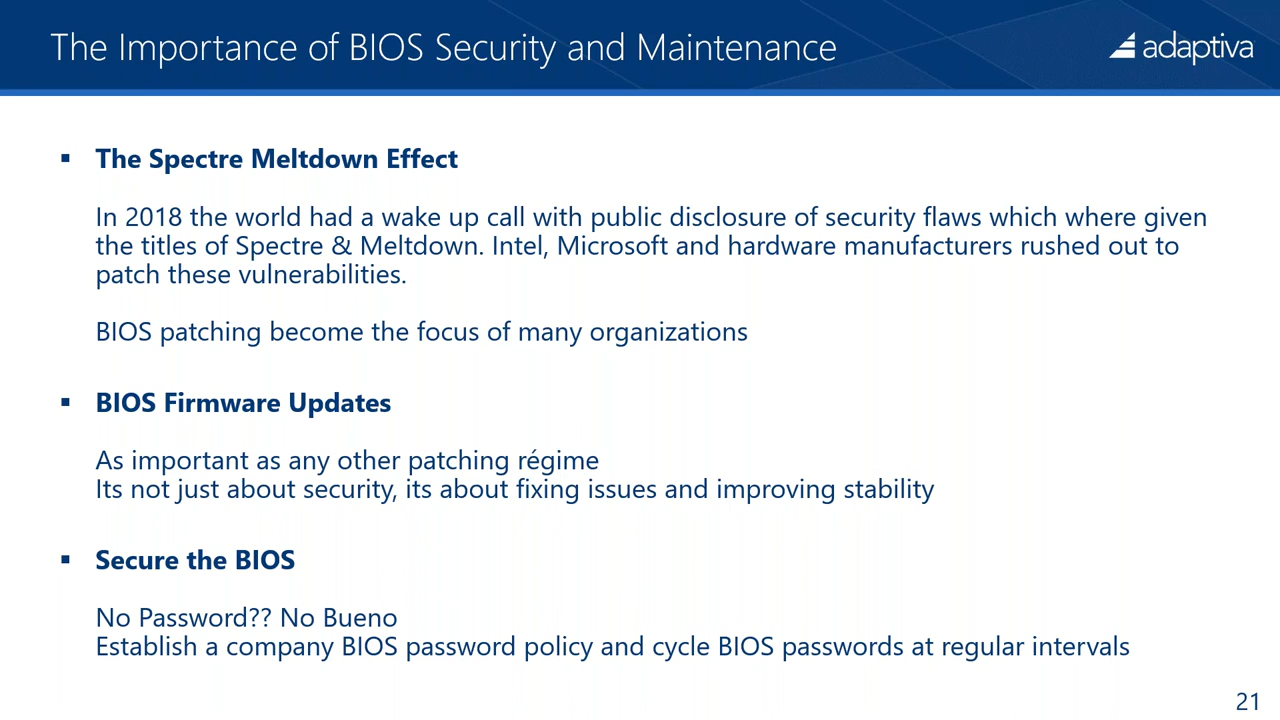 The Importance of BIOS Security and Maintenance
adaptiva
▪ The Spectre Meltdown Effect
In 2018 the world had a wake up call with public disclosure of security flaws which where given
the titles of Spectre & Meltdown. Intel, Microsoft and hardware manufacturers rushed out to
patch these vulnerabilities.
BIOS patching become the focus of many organizations
▪ BIOS Firmware Updates
As important as any other patching régime
Its not just about security, its about fixing issues and improving stability
▪ Secure the BIOS
No Password?? No Bueno
Establish a company BIOS password policy and cycle BIOS passwords at regular intervals
21